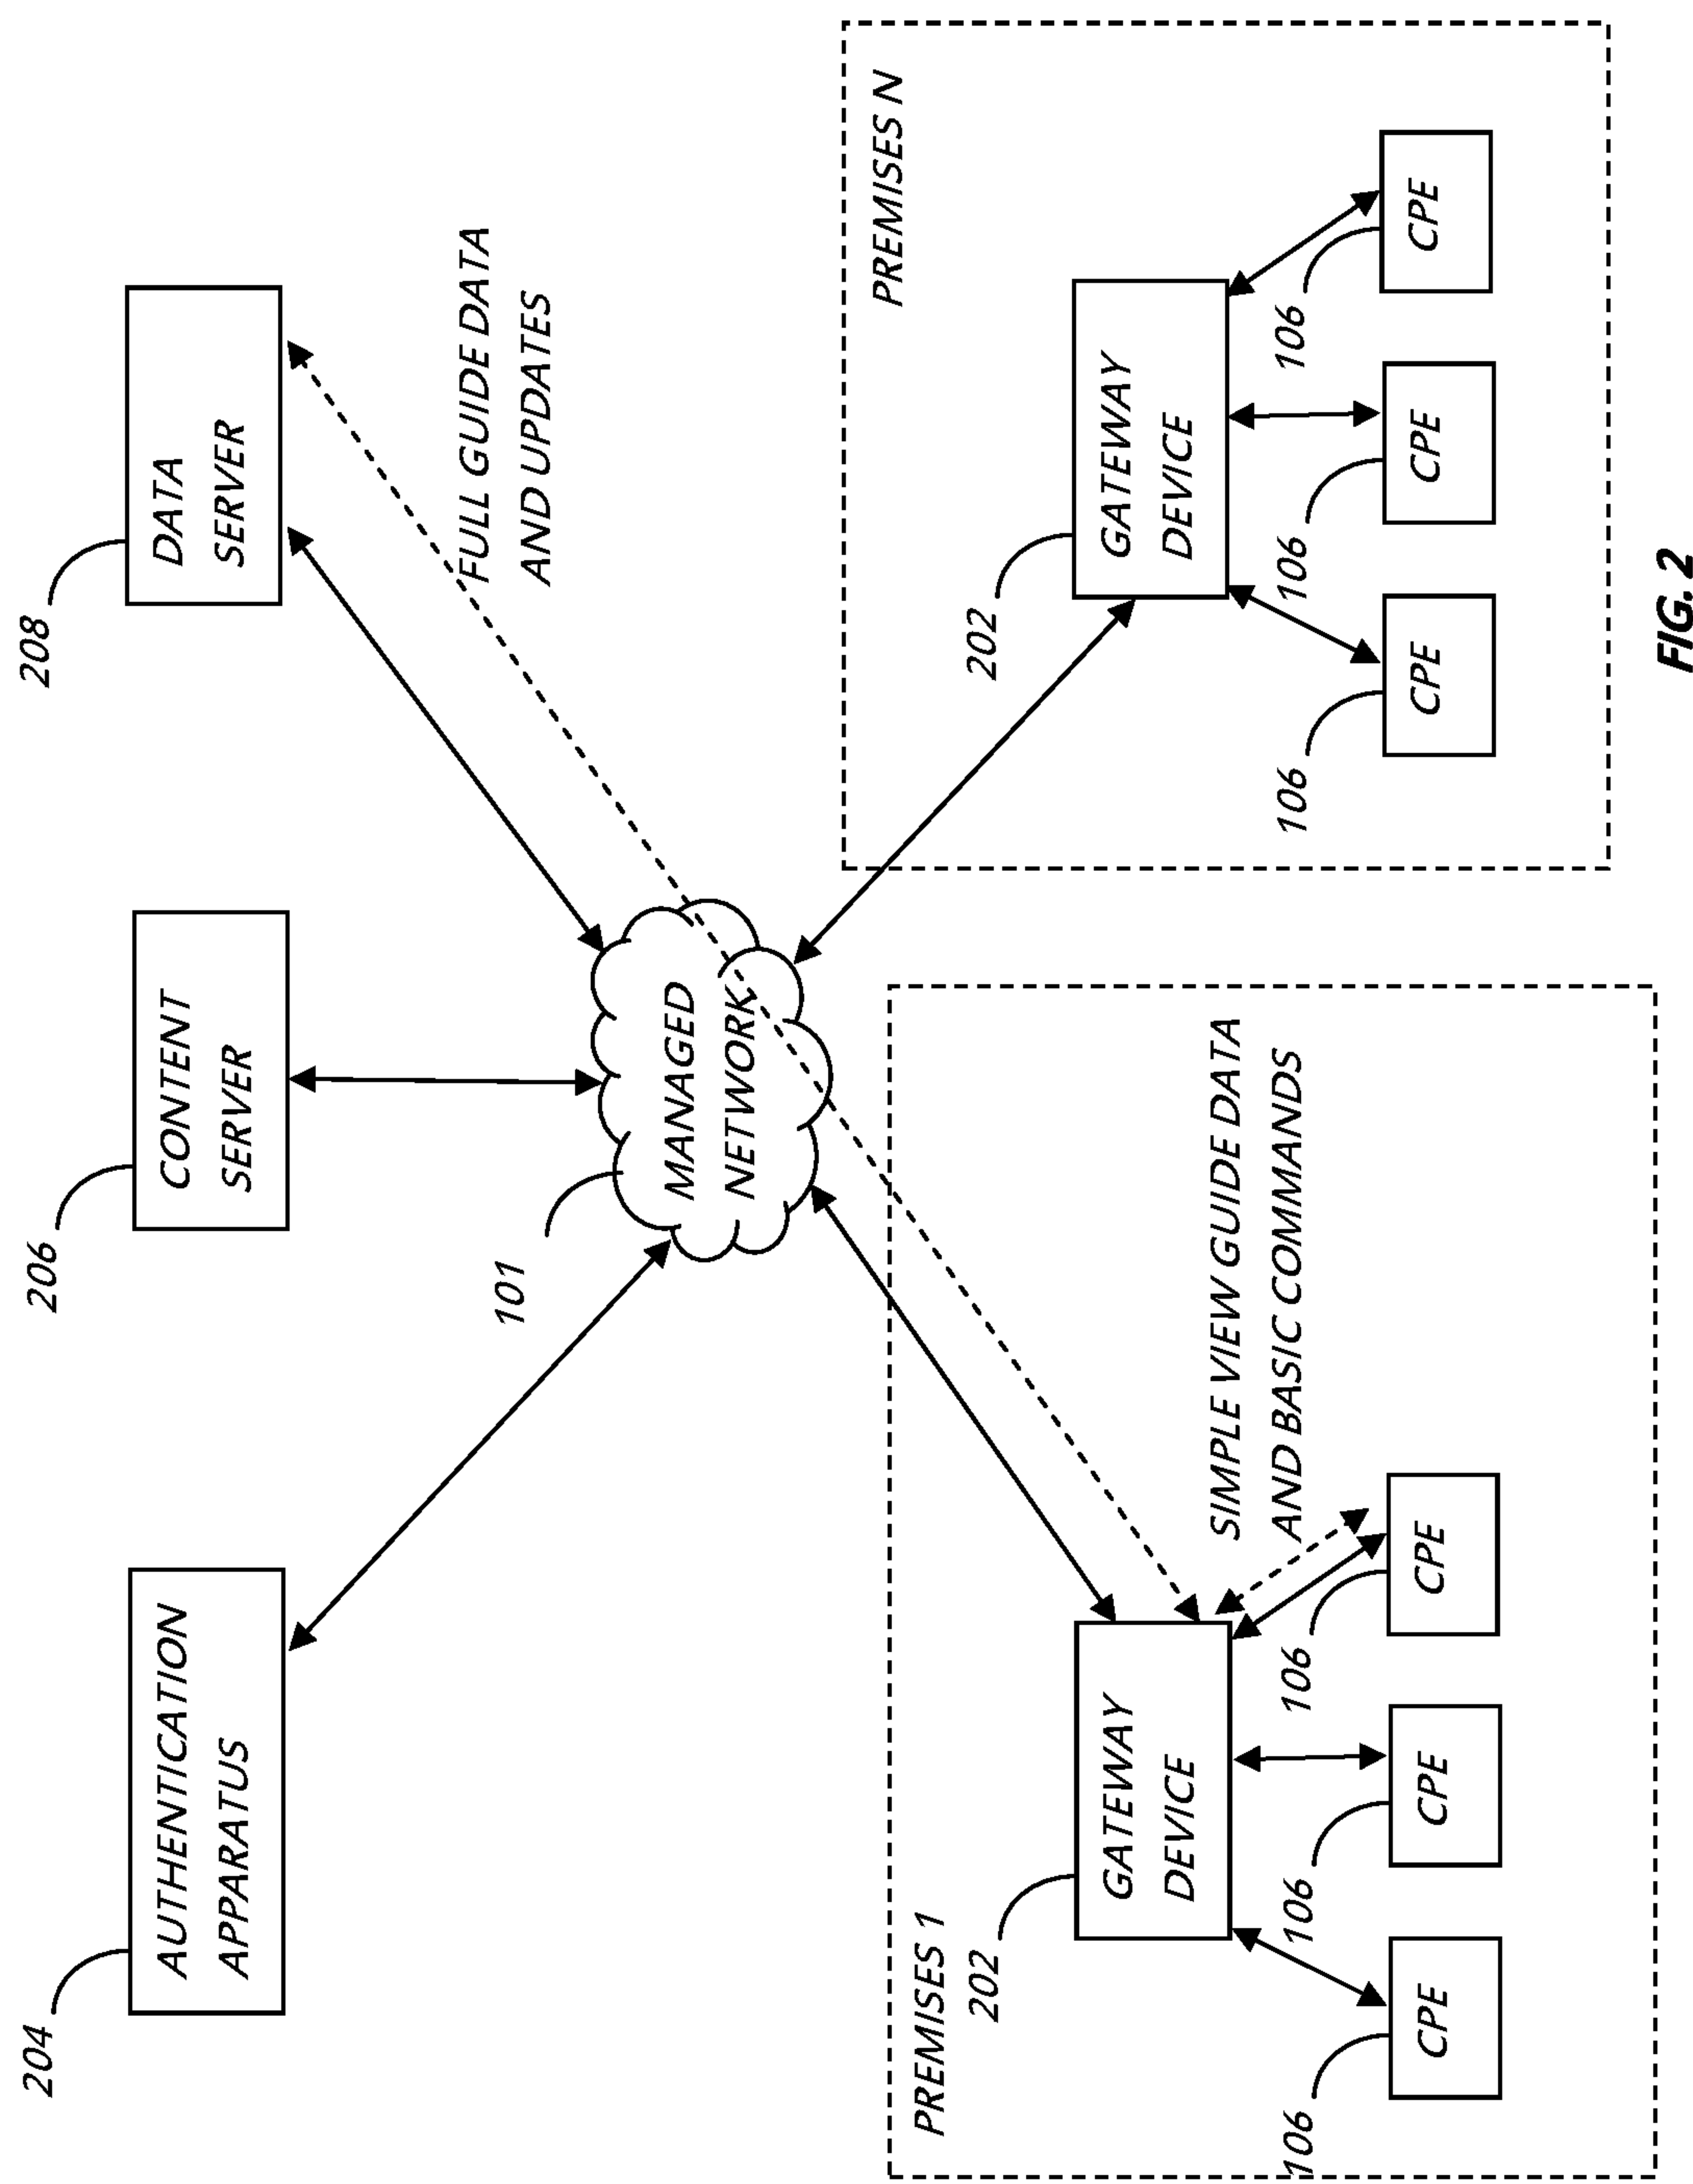 204
AUTHENTICATION
APPARATUS
206
CONTENT
SERVER
208
DATA
SERVER
FULL GUIDE DATA
AND UPDATES
101
MANAGED
NETWORK
PREMISES 1
202
GATEWAY
DEVICE
SIMPLE VIEW GUIDE DATA
AND BASIC COMMANDS
106
106
106
CPE
CPE
CPE
PREMISES N
202
GATEWAY
DEVICE
106
106
106
CPE
CPE
CPE
FIG. 2